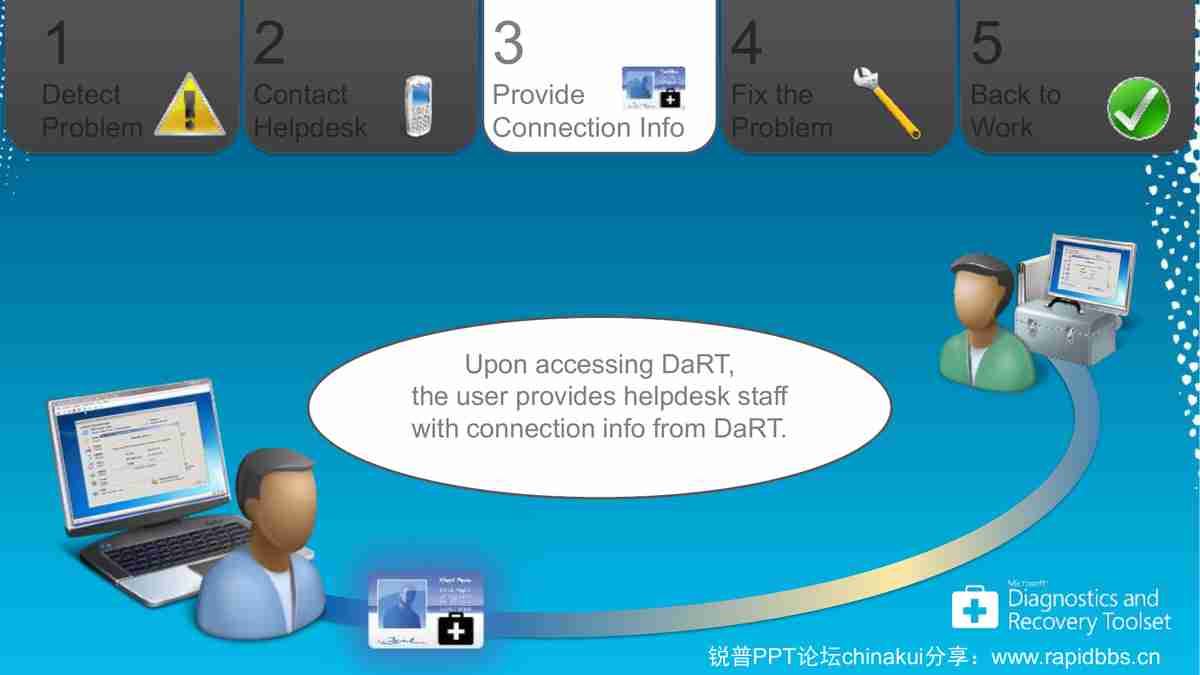 1
Detect
Problem
2
Contact
Helpdesk
3
Provide
Connection Info
4
Fix the
Problem
5
Back to
Work
Upon accessing DaRT,
the user provides helpdesk staff
with connection info from DaRT.
Microsoft®
Diagnostics and
Recovery Toolset
锐普PPT论坛chinakui分享：www.rapidbbs.cn